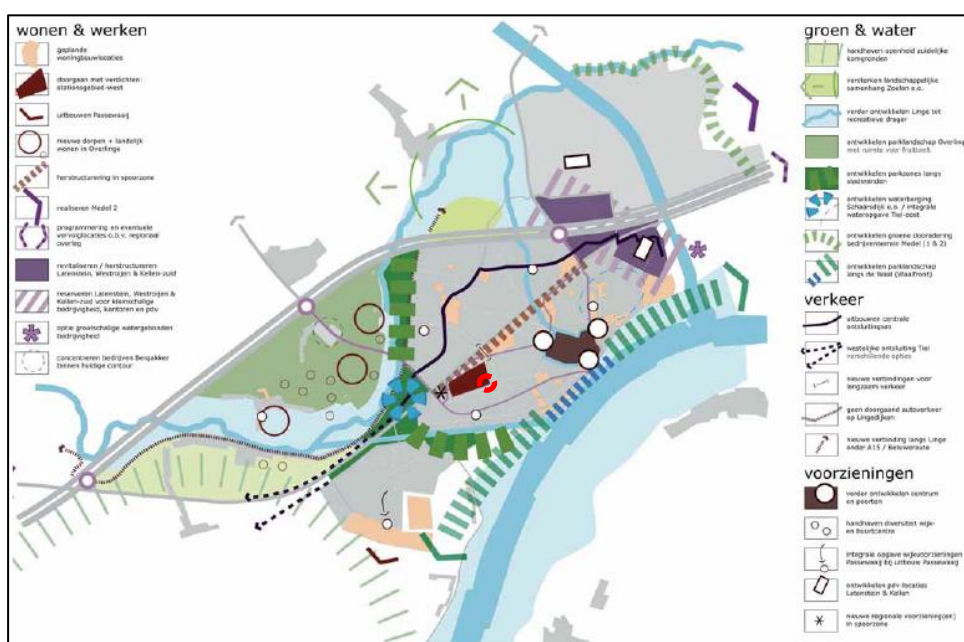 wonen & werken
geplande
woningbouwlocaties
doorgaan met verdichten:
stationsgebied-west
uitbouwen Passewaaij
nieuwe dorpen + landelijk
wonen in Overlinge
herstructurering in spoorzone
realiseren Medel 2
programmering en eventuele
overleg
revitaliseren / herstructureren
Latenstein, Westroijen & Kellen-zuid
reserveren Latenstein, Westroijen &
Kellen-zuid voor kleinschalige
bedrijvigheid, kantoren en pdv
optie grootschalige watergebonden
bedrijvigheid
concentreren bedrijven Bergakker
binnen huidige contour
groen & water
handhaven openheid zuidelijke
komgronden
versterken landschappelijke
samenhang Zoelen e.o.
verder ontwikkelen Linge tot
recreatieve drager
ontwikkelen parklandschap Overlinge
met ruimte voor fruitteelt
ontwikkelen parkzones langs
stadsranden
ontwikkelen waterberging
Schaarsdijk e.o. / integrale
wateropgave Tiel-oost
ontwikkelen groene dooradering
bedrijventerrein Medel (1 & 2)
ontwikkelen parklandschap
langs de Waal (Waalfront)
verkeer
uitbouwen centrale
ontsluitingen
westelijke ontsluiting Tiel
verschillende opties
nieuwe verbindingen voor
langzaam verkeer
geen doorgaand autoverkeer
op Lingedijken
nieuwe verbinding langs Linge
onder A15 / Betuweroute
voorzieningen
verder ontwikkelen centrum
en poorten
handhaven diversiteit wijk-
en buurtcentra
integrale opgave wijkvoorzieningen
Passewaaij bij uitbouw Passewaaij
ontwikkelen pdv-locaties
Latenstein & Kellen
nieuwe regionale voorziening(en)
in spoorzone